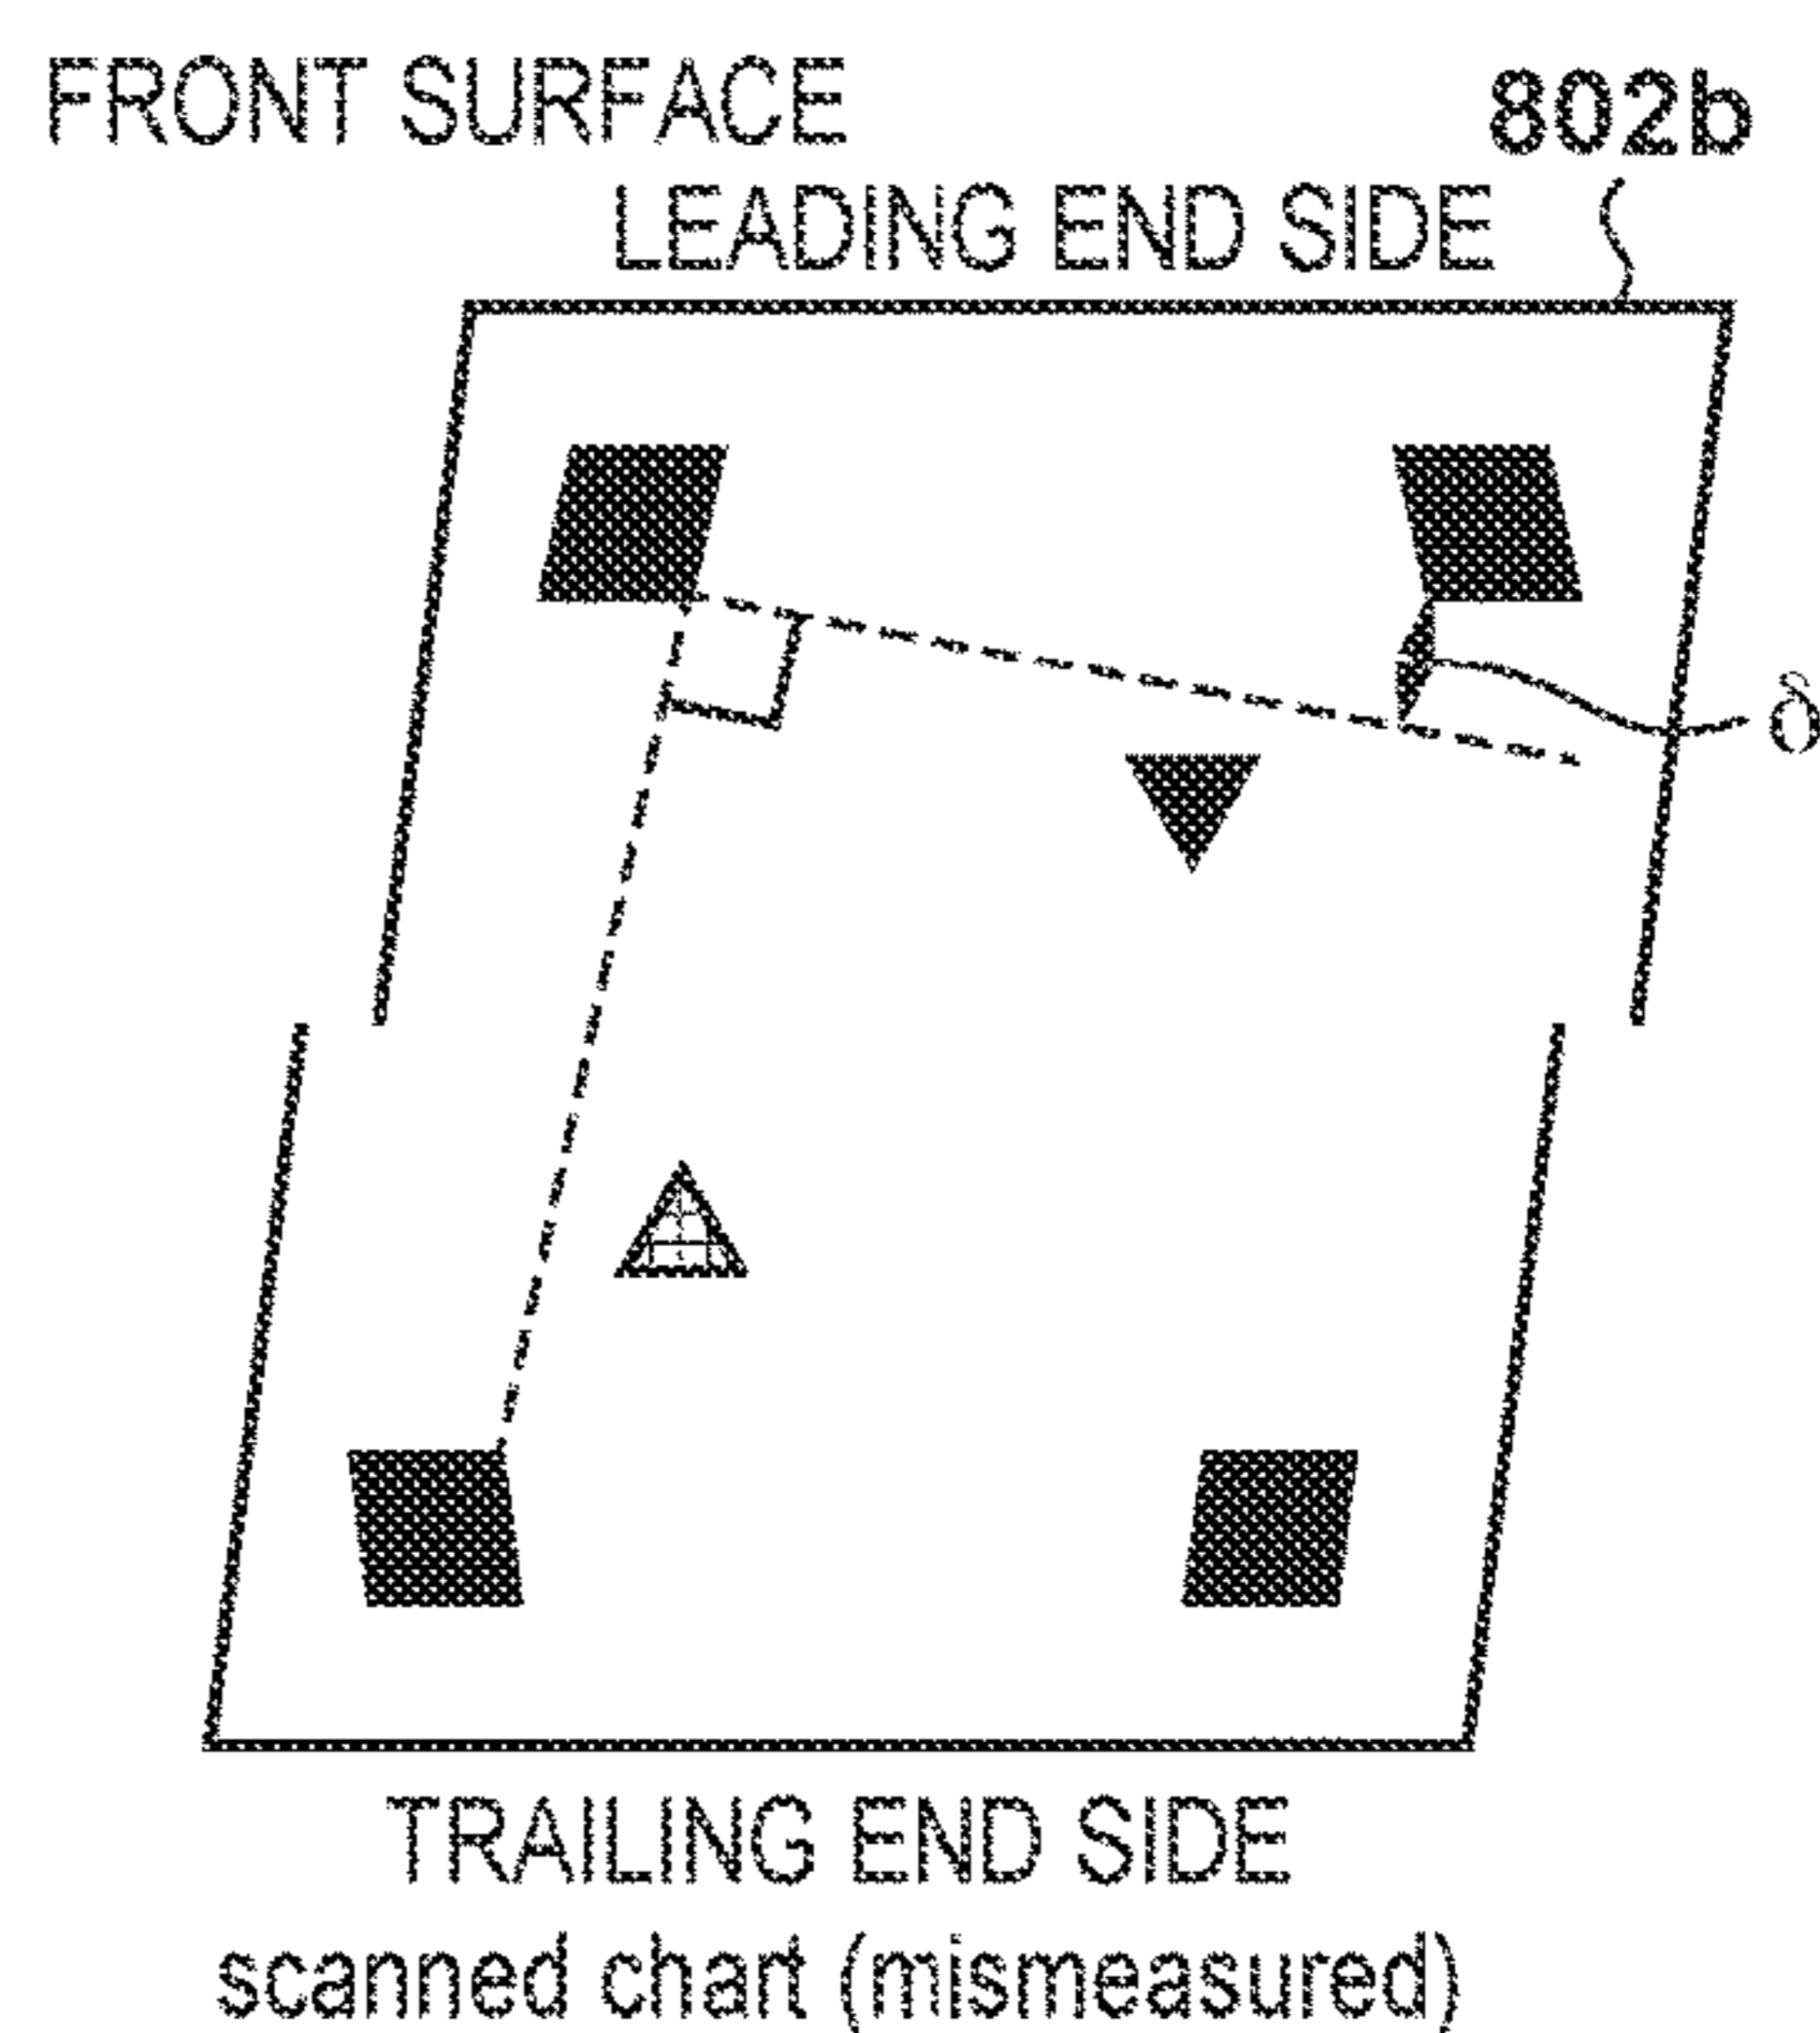 FRONT SURFACE
802b
LEADING END SIDE
δ
TRAILING END SIDE
scanned chart (mismeasured)